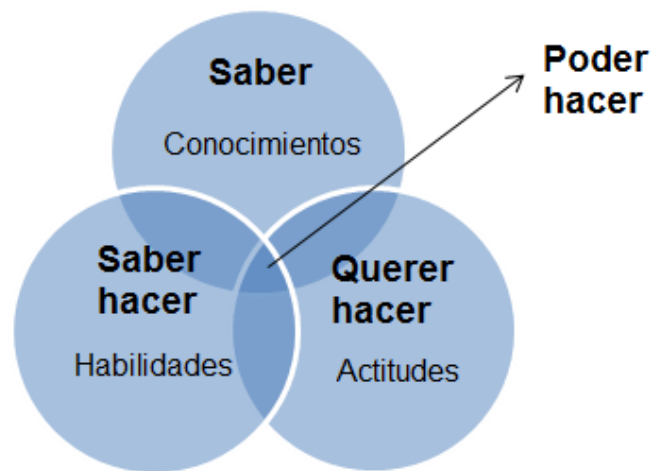 Saber
Conocimientos
Poder
hacer
Saber
hacer
Habilidades
Querer
hacer
Actitudes